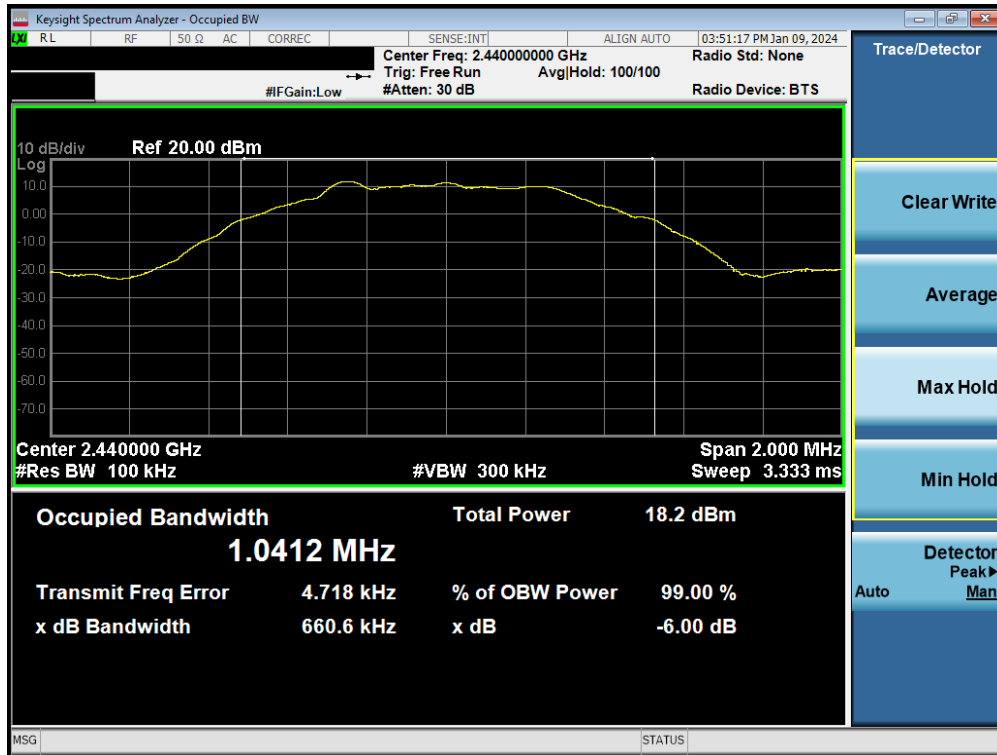 Keysight Spectrum Analyzer - Occupied BW
LXI RL RF 50 Ω AC CORREC SENSE:INT ALIGN AUTO 03:51:17 PM Jan 09, 2024
Center Freq: 2.440000000 GHz Radio Std: None
Trig: Free Run Avg|Hold: 100/100
#IFGain:Low #Atten: 30 dB Radio Device: BTS
10 dB/div Ref 20.00 dBm
Log
10.0
0.00
-10.0
-20.0
-30.0
-40.0
-50.0
-60.0
-70.0
Center 2.440000 GHz Span 2.000 MHz
#Res BW 100 kHz #VBW 300 kHz Sweep 3.333 ms
Occupied Bandwidth Total Power 18.2 dBm
1.0412 MHz
Transmit Freq Error 4.718 kHz % of OBW Power 99.00 %
x dB Bandwidth 660.6 kHz x dB -6.00 dB
MSG STATUS
Trace/Detector
Clear Write
Average
Max Hold
Min Hold
Detector
Peak▶
Auto Man